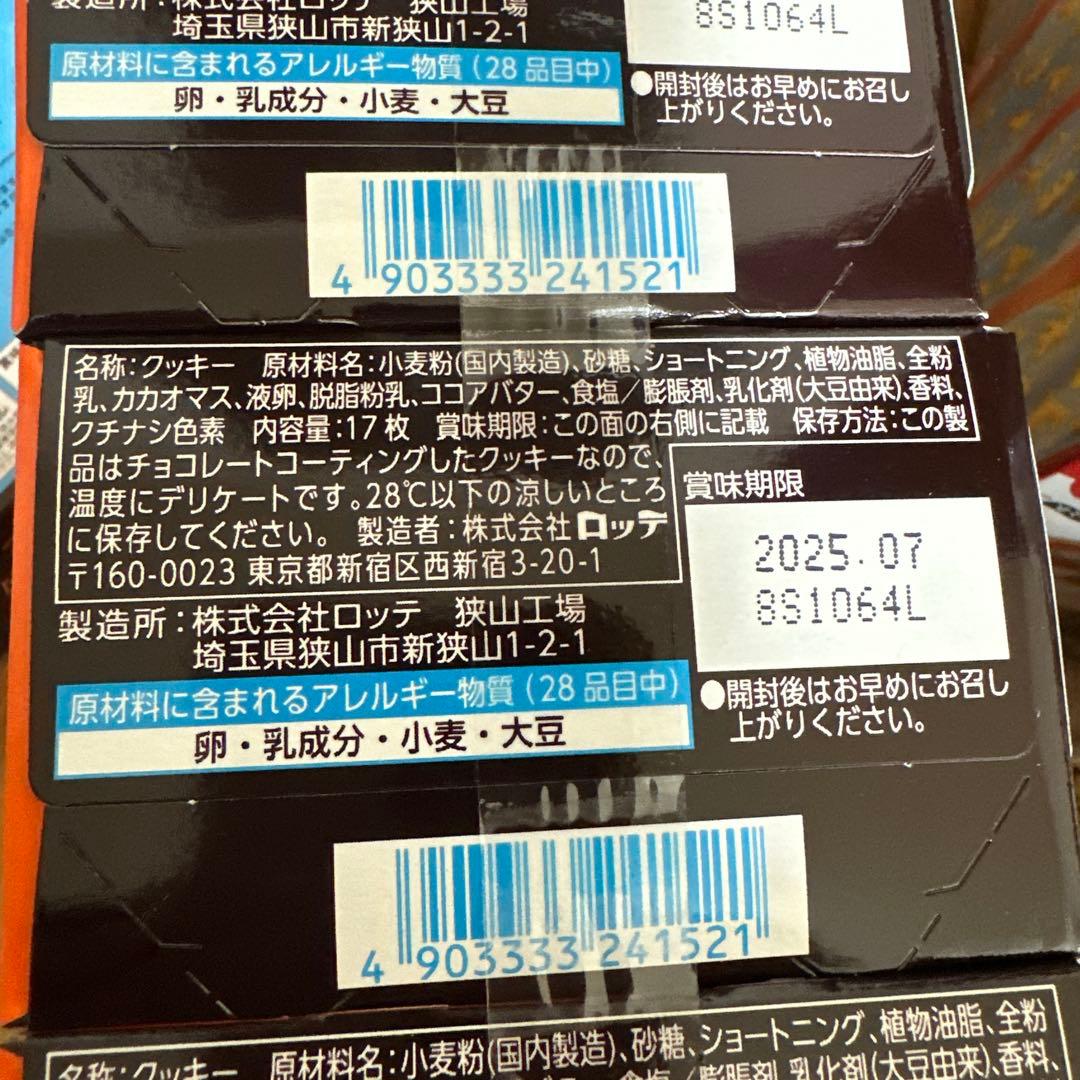 製造所：株式会社ロッテ　狭山工場
埼玉県狭山市新狭山1-2-1
8S1064L
原材料に含まれるアレルギー物質（28品目中）
卵・乳成分・小麦・大豆
●開封後はお早めにお召し
上がりください。
4 903333 241521
名称：クッキー　原材料名：小麦粉(国内製造)、砂糖、ショートニング、植物油脂、全粉
乳、カカオマス、液卵、脱脂粉乳、ココアバター、食塩／膨脹剤、乳化剤(大豆由来)、香料、
クチナシ色素　内容量：17枚　賞味期限：この面の右側に記載　保存方法：この製
品はチョコレートコーティングしたクッキーなので、
温度にデリケートです。28℃以下の涼しいところ
に保存してください。　製造者：株式会社ロッテ
〒160-0023 東京都新宿区西新宿3-20-1
賞味期限
2025.07
8S1064L
製造所：株式会社ロッテ　狭山工場
埼玉県狭山市新狭山1-2-1
原材料に含まれるアレルギー物質（28品目中）
卵・乳成分・小麦・大豆
●開封後はお早めにお召し
上がりください。
4 903333 241521
名称：クッキー　原材料名：小麦粉(国内製造)、砂糖、ショートニング、植物油脂、全粉
食塩／膨脹剤、乳化剤(大豆由来)、香料、